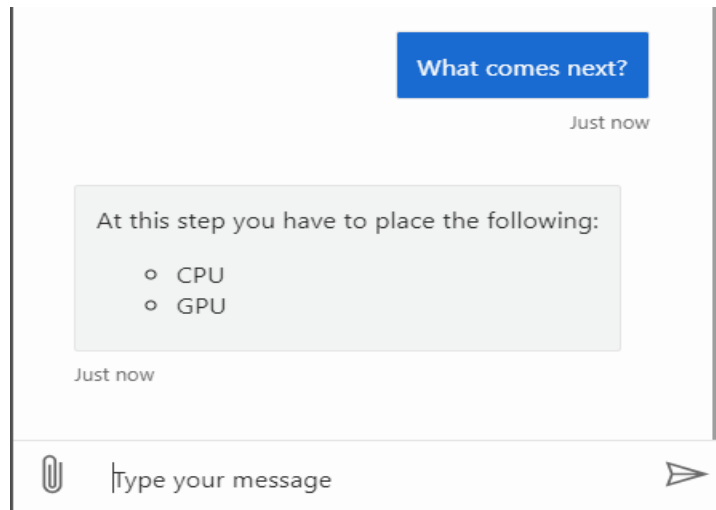 What comes next?
Just now
At this step you have to place the following:
CPU
GPU
Just now
Type your message